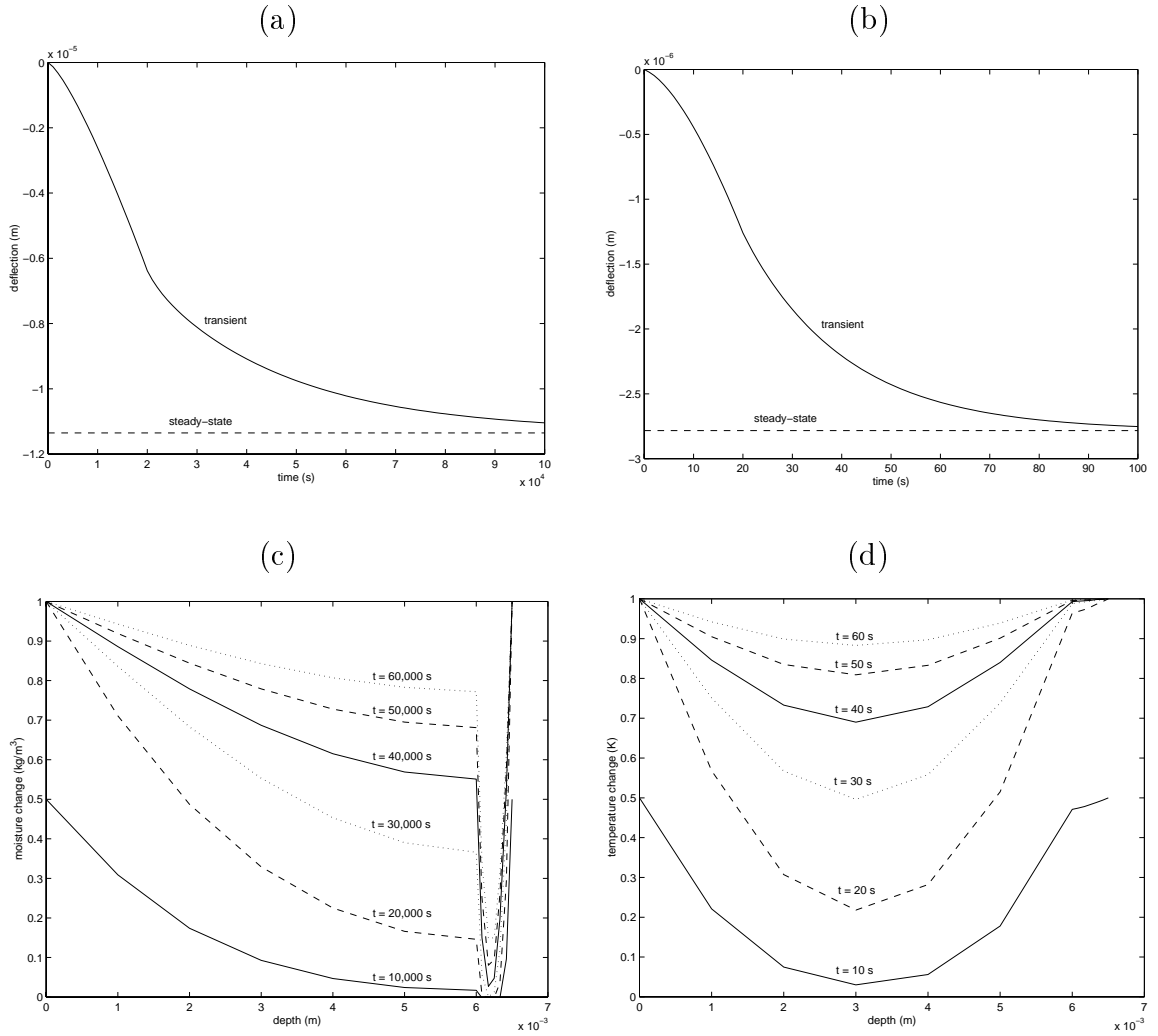 (a)
x 10⁻⁵
0
−0.2
−0.4
−0.6
−0.8
−1
−1.2
deflection (m)
transient
steady−state
0 1 2 3 4 5 6 7 8 9 10
time (s)
x 10⁴
(b)
x 10⁻⁶
0
−0.5
−1
−1.5
−2
−2.5
−3
deflection (m)
transient
steady−state
0 10 20 30 40 50 60 70 80 90 100
time (s)
(c)
1
0.9
0.8
0.7
0.6
0.5
0.4
0.3
0.2
0.1
0
moisture change (kg/m³)
t = 60,000 s
t = 50,000 s
t = 40,000 s
t = 30,000 s
t = 20,000 s
t = 10,000 s
0 1 2 3 4 5 6 7
depth (m)
x 10⁻³
(d)
1
0.9
0.8
0.7
0.6
0.5
0.4
0.3
0.2
0.1
0
temperature change (K)
t = 60 s
t = 50 s
t = 40 s
t = 30 s
t = 20 s
t = 10 s
0 1 2 3 4 5 6 7
depth (m)
x 10⁻³